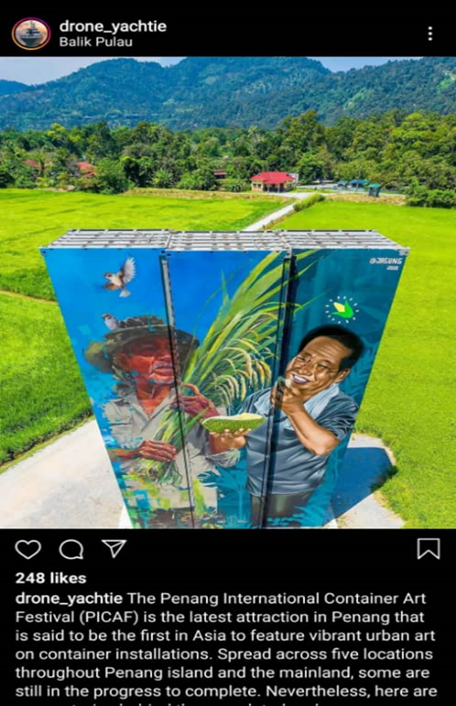 drone_yachtie
Balik Pulau
248 likes
drone_yachtie The Penang International Container Art
Festival (PICAF) is the latest attraction in Penang that
is said to be the first in Asia to feature vibrant urban art
on container installations. Spread across five locations
throughout Penang island and the mainland, some are
still in the progress to complete. Nevertheless, here are